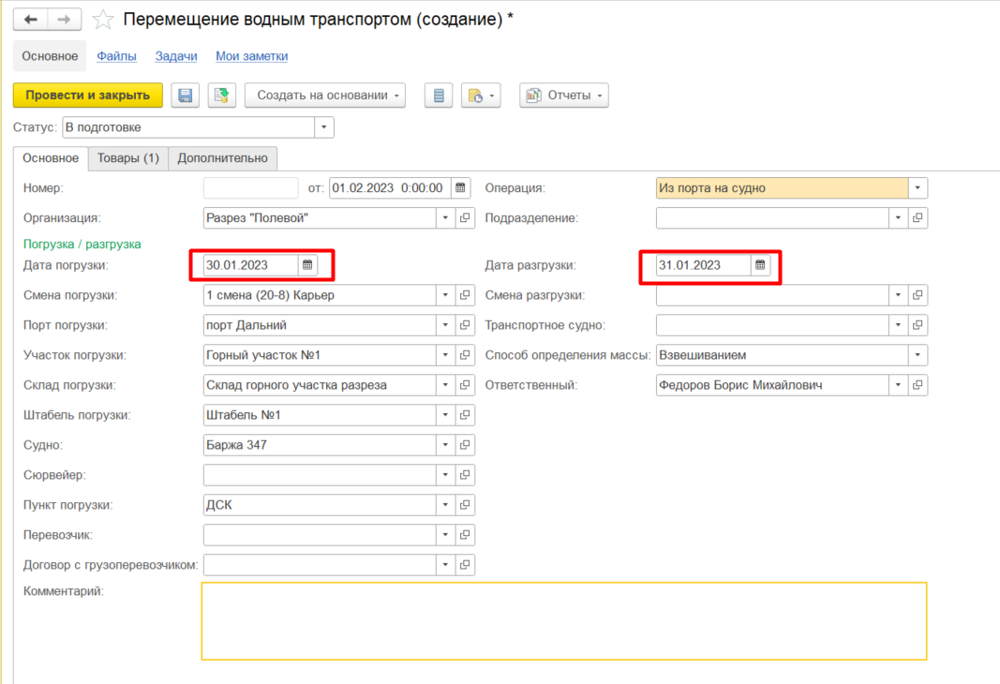 Перемещение водным транспортом (создание) *
Основное Файлы Задачи Мои заметки
Провести и закрыть Создать на основании Отчеты
Статус: В подготовке
Основное Товары (1) Дополнительно
Номер: от: 01.02.2023 0:00:00 Операция: Из порта на судно
Организация: Разрез "Полевой" Подразделение:
Погрузка / разгрузка
Дата погрузки: 30.01.2023 Дата разгрузки: 31.01.2023
Смена погрузки: 1 смена (20-8) Карьер Смена разгрузки:
Порт погрузки: порт Дальний Транспортное судно:
Участок погрузки: Горный участок №1 Способ определения массы: Взвешиванием
Склад погрузки: Склад горного участка разреза Ответственный: Федоров Борис Михайлович
Штабель погрузки: Штабель №1
Судно: Баржа 347
Сюрвейер:
Пункт погрузки: ДСК
Перевозчик:
Договор с грузоперевозчиком:
Комментарий: